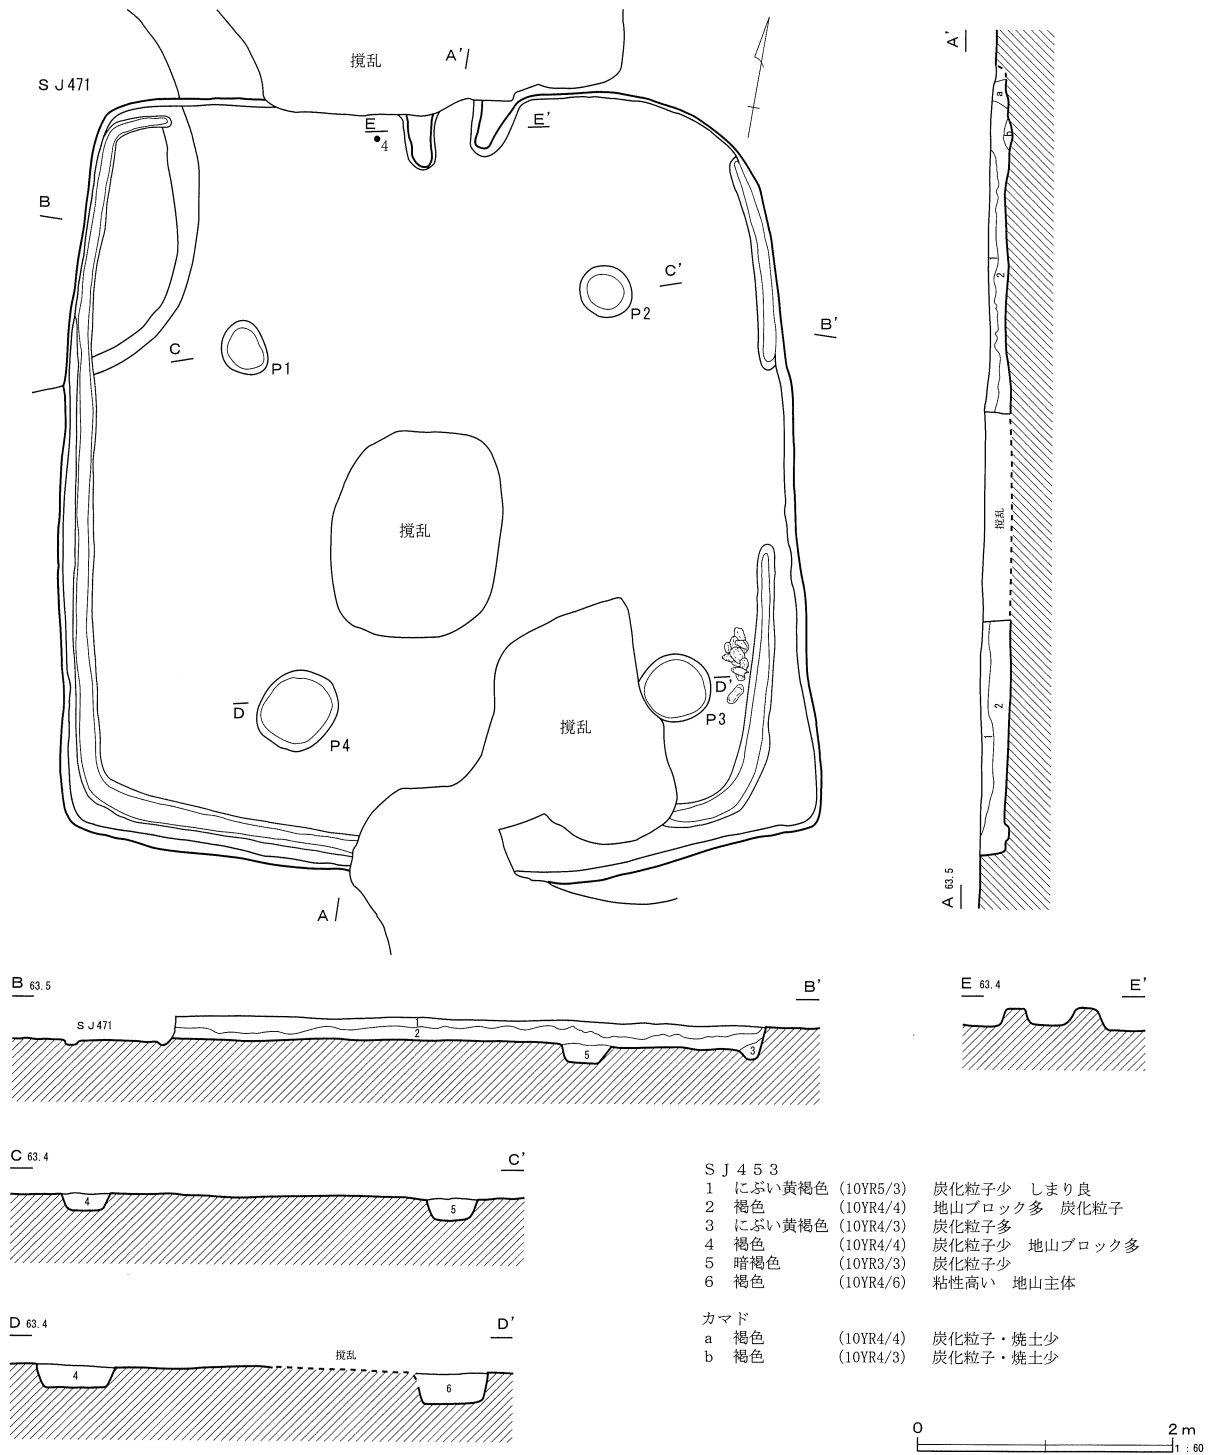 撹乱
A'
A'
SJ471
a
E
E'
4
b
B
C'
P2
1
2
B'
C
P1
撹乱
撹乱
D
D'
P3
P4
撹乱
2
1
A 63.5
A
B 63.5
B'
E 63.4
E'
SJ471
1
2
5
3
C 63.4
C'
4
5
D 63.4
D'
撹乱
4
6
SJ453
1 にぶい黄褐色 (10YR5/3) 炭化粒子少 しまり良
2 褐色 (10YR4/4) 地山ブロック多 炭化粒子
3 にぶい黄褐色 (10YR4/3) 炭化粒子多
4 褐色 (10YR4/4) 炭化粒子少 地山ブロック多
5 暗褐色 (10YR3/3) 炭化粒子少
6 褐色 (10YR4/6) 粘性高い 地山主体
カマド
a 褐色 (10YR4/4) 炭化粒子・焼土少
b 褐色 (10YR4/3) 炭化粒子・焼土少
0 2m
1:60